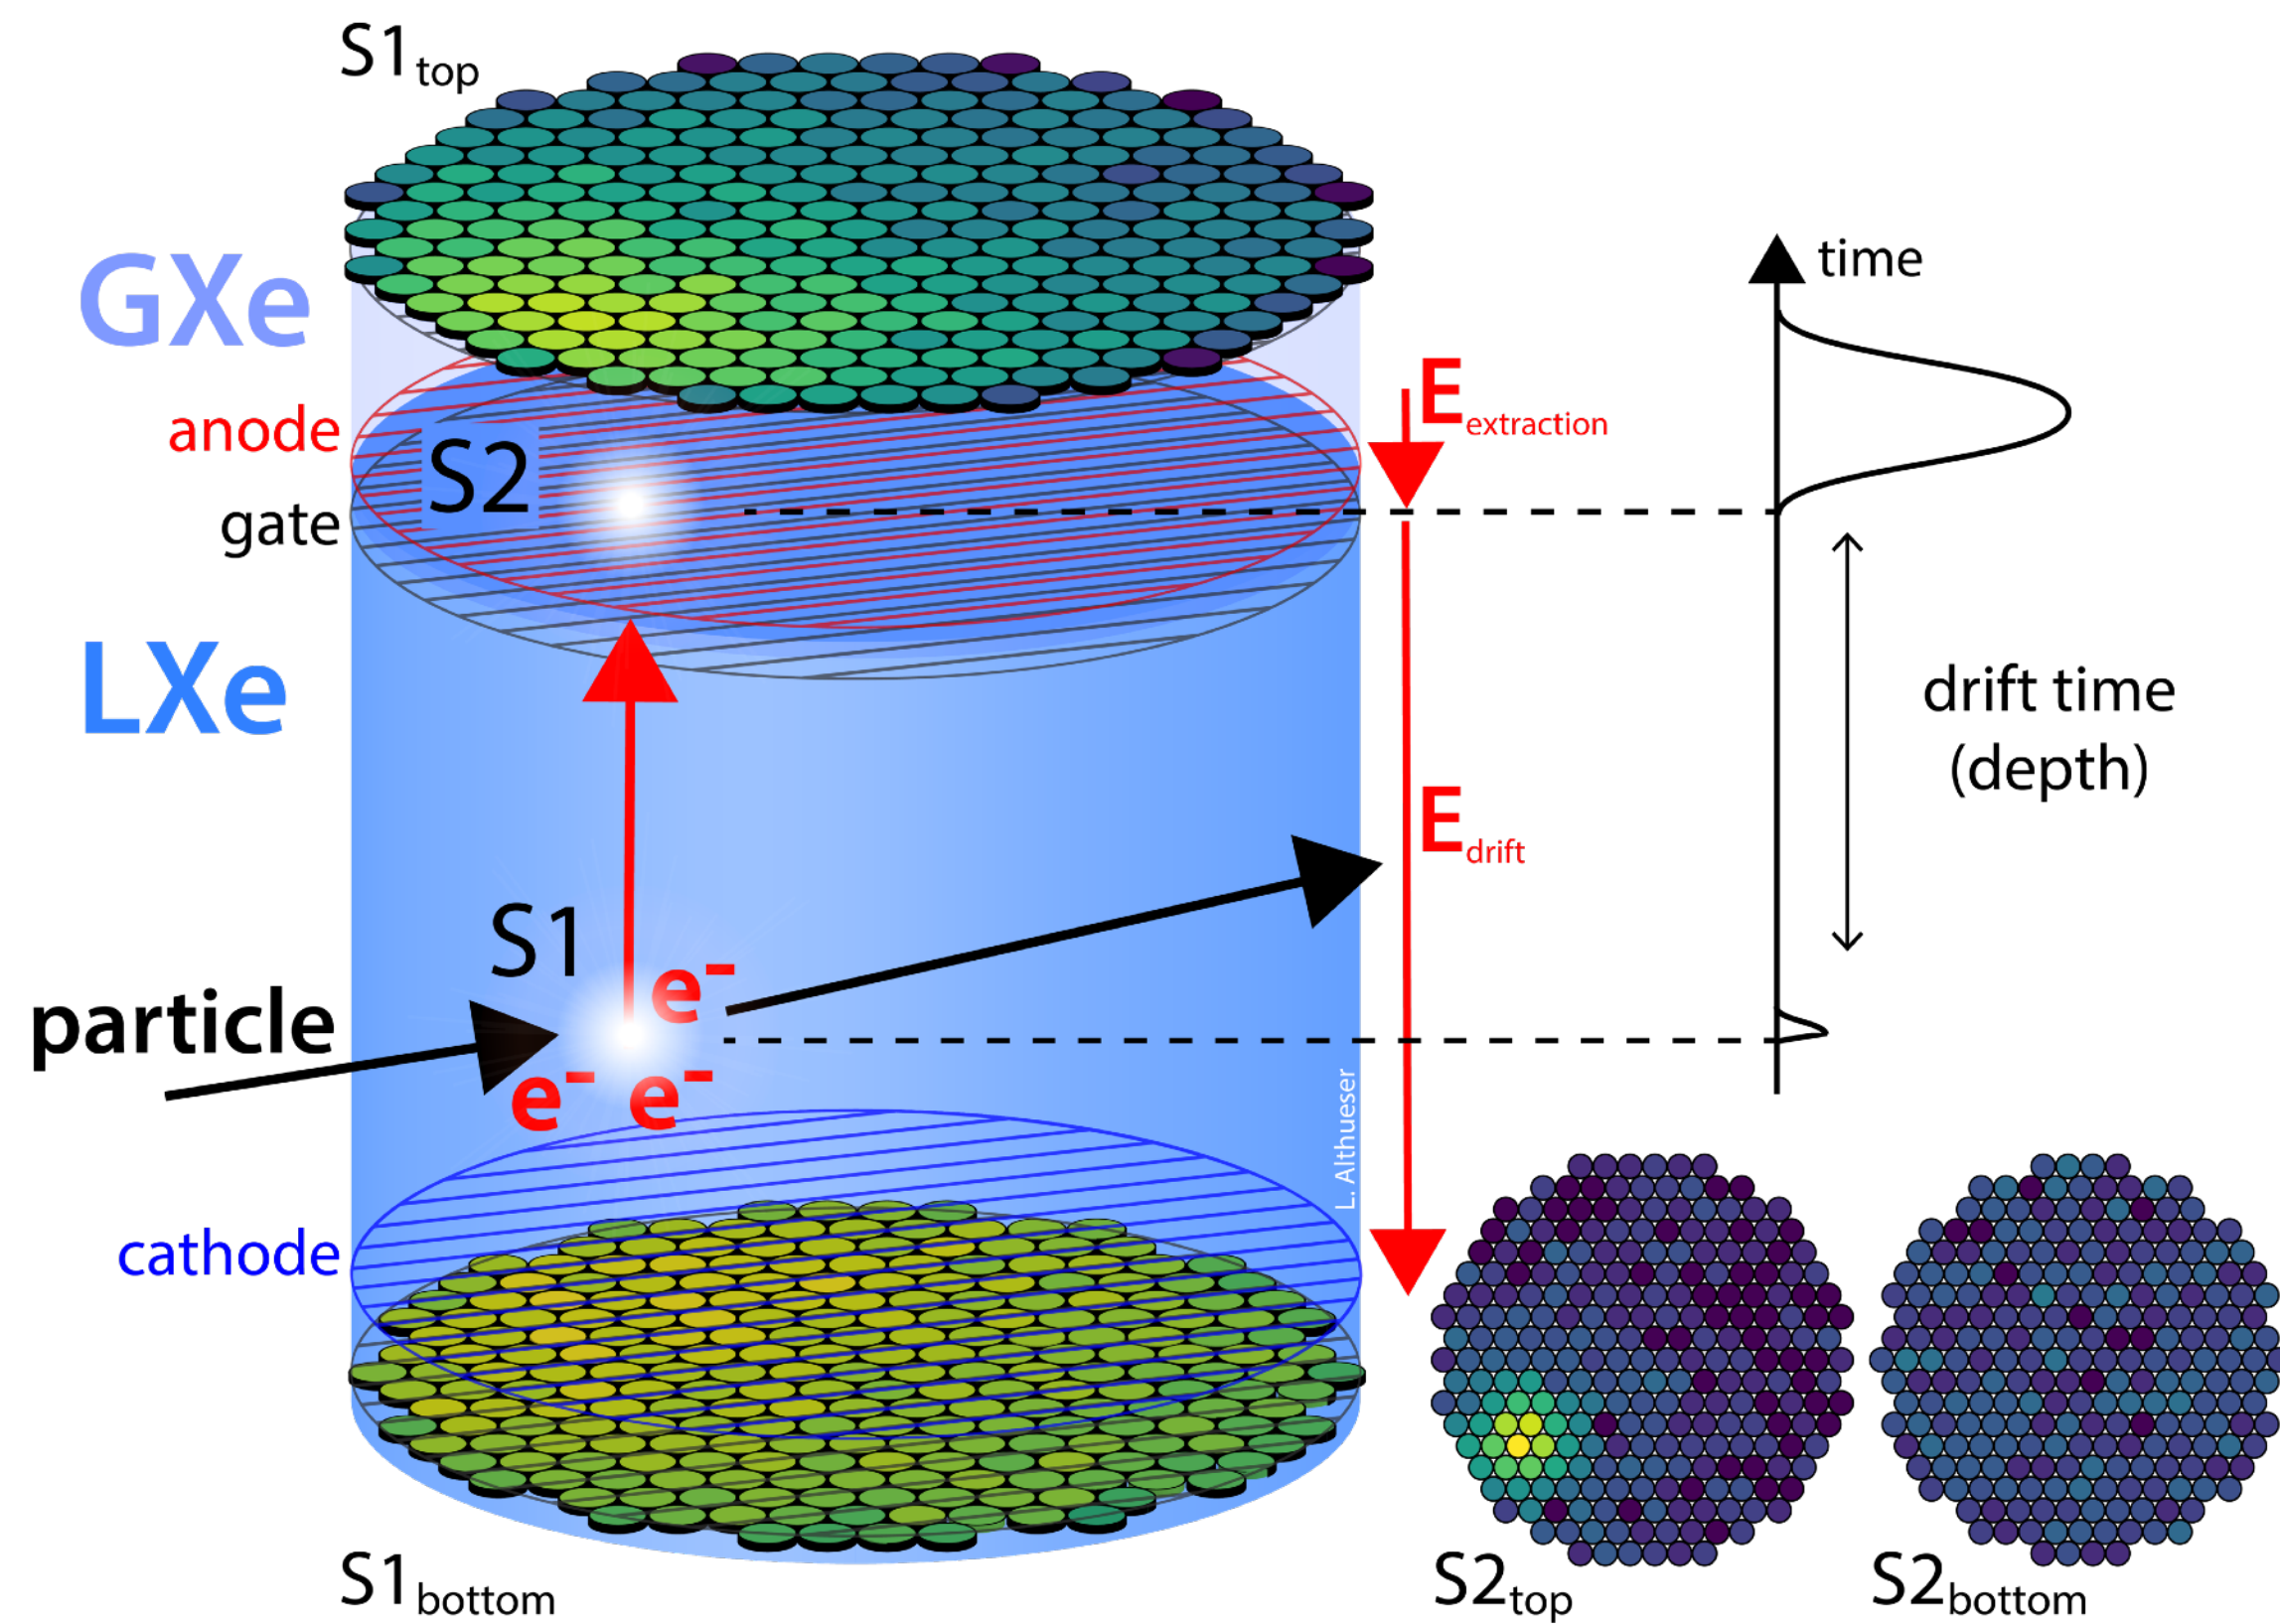 S1top
GXe
time
Eextraction
anode
S2
gate
LXe
drift time
(depth)
Edrift
S1
e-
particle
e- e-
L. Althueser
cathode
S1bottom
S2top
S2bottom